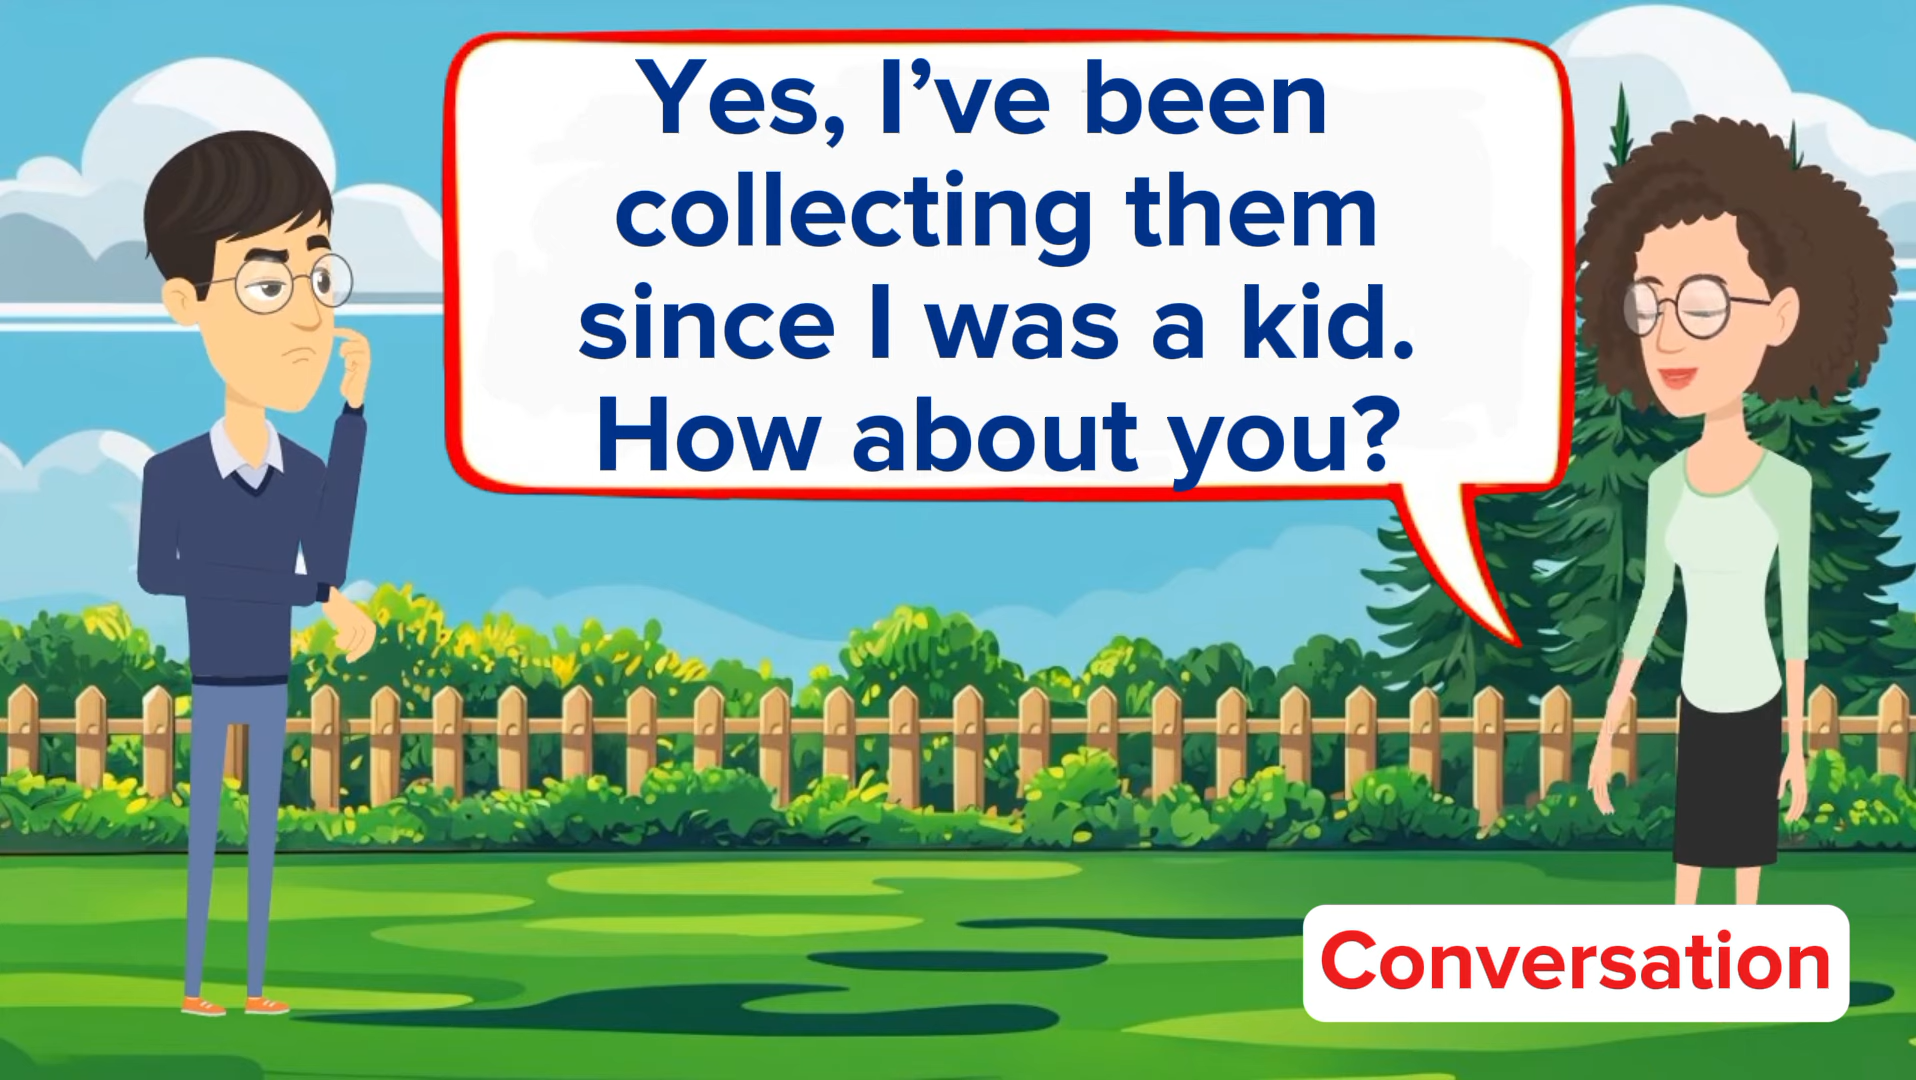 Yes, I’ve been
collecting them
since I was a kid.
How about you?
Conversation